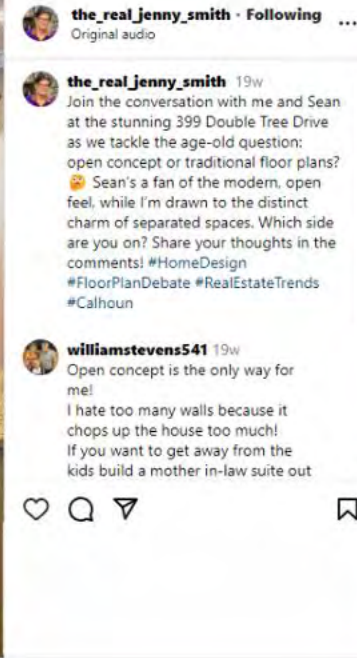 the_real_jenny_smith · Following
Original audio
the_real_jenny_smith 19w
Join the conversation with me and Sean
at the stunning 399 Double Tree Drive
as we tackle the age-old question:
open concept or traditional floor plans?
🤔 Sean's a fan of the modern, open
feel, while I'm drawn to the distinct
charm of separated spaces. Which side
are you on? Share your thoughts in the
comments! #HomeDesign
#FloorPlanDebate #RealEstateTrends
#Calhoun
williamstevens541 19w
Open concept is the only way for
me!
I hate too many walls because it
chops up the house too much!
If you want to get away from the
kids build a mother in-law suite out